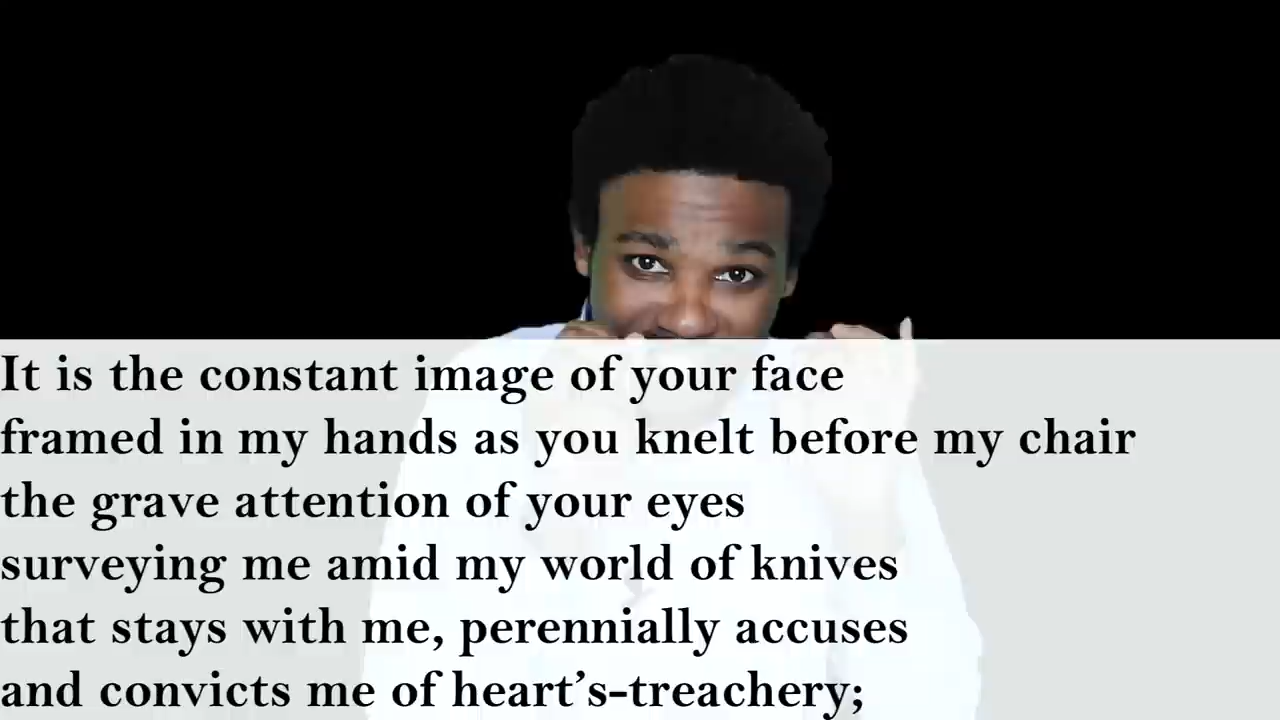 It is the constant image of your face
framed in my hands as you knelt before my chair
the grave attention of your eyes
surveying me amid my world of knives
that stays with me, perennially accuses
and convicts me of heart’s-treachery;